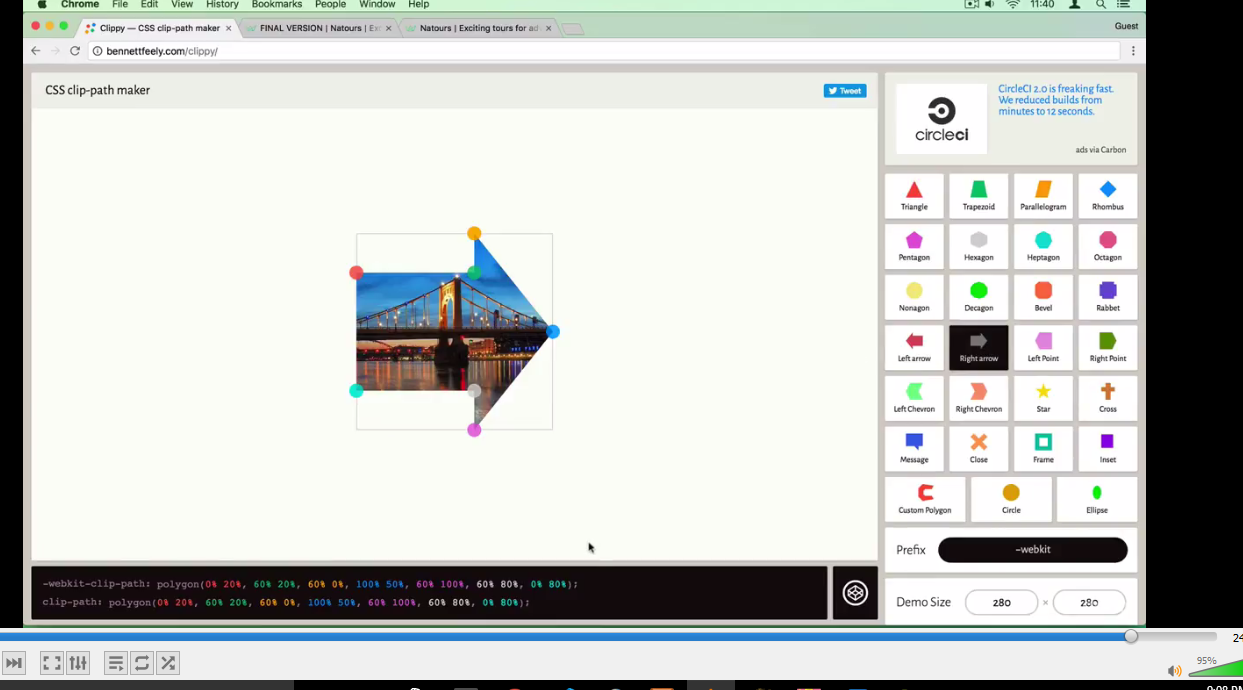 Chrome File Edit View History Bookmarks People Window Help 11:40
Clippy — CSS clip-path maker × FINAL VERSION | Natours | Ex × Natours | Exciting tours for ad × Guest
bennettfeely.com/clippy/
CSS clip-path maker
Tweet
circleci
CircleCI 2.0 is freaking fast.
We reduced builds from
minutes to 12 seconds.
ads via Carbon
Triangle Trapezoid Parallelogram Rhombus
Pentagon Hexagon Heptagon Octagon
Nonagon Decagon Bevel Rabbet
Left arrow Right arrow Left Point Right Point
Left Chevron Right Chevron Star Cross
Message Close Frame Inset
Custom Polygon Circle Ellipse
Prefix -webkit
-webkit-clip-path: polygon(0% 20%, 60% 20%, 60% 0%, 100% 50%, 60% 100%, 60% 80%, 0% 80%);
clip-path: polygon(0% 20%, 60% 20%, 60% 0%, 100% 50%, 60% 100%, 60% 80%, 0% 80%);
Demo Size 280 × 280
95%